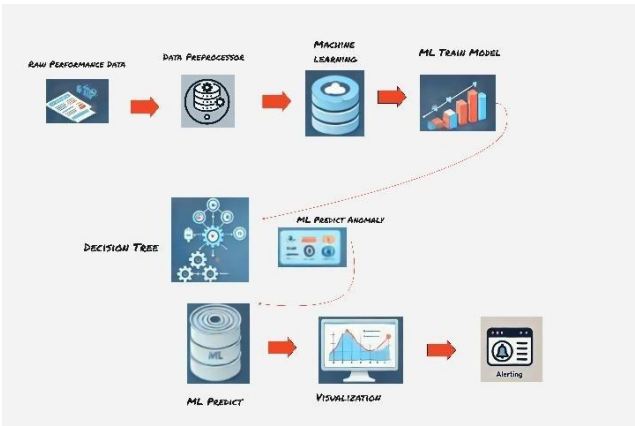 RAW PERFORMANCE DATA
DATA PREPROCESSOR
MACHINE
LEARNING
ML TRAIN MODEL
DECISION TREE
ML PREDICT ANOMALY
ML
ML PREDICT
VISUALIZATION
Alerting